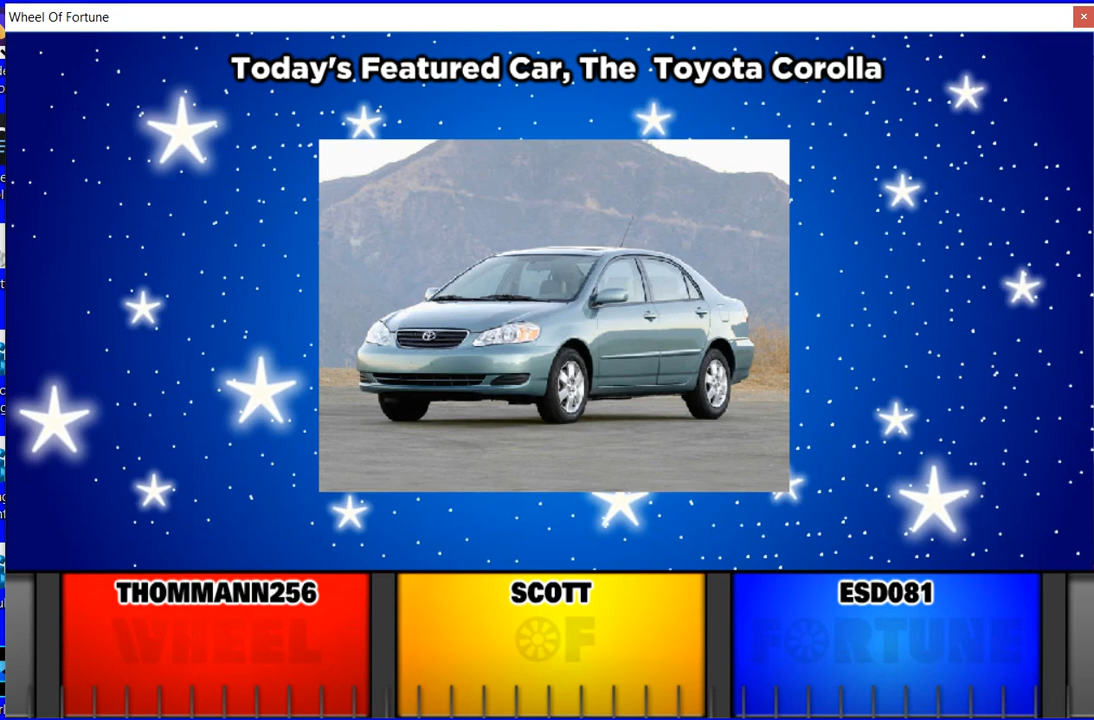 Wheel Of Fortune
Today's Featured Car, The  Toyota Corolla
THOMMANN256
SCOTT
ESD081
WHEEL
OF
FORTUNE